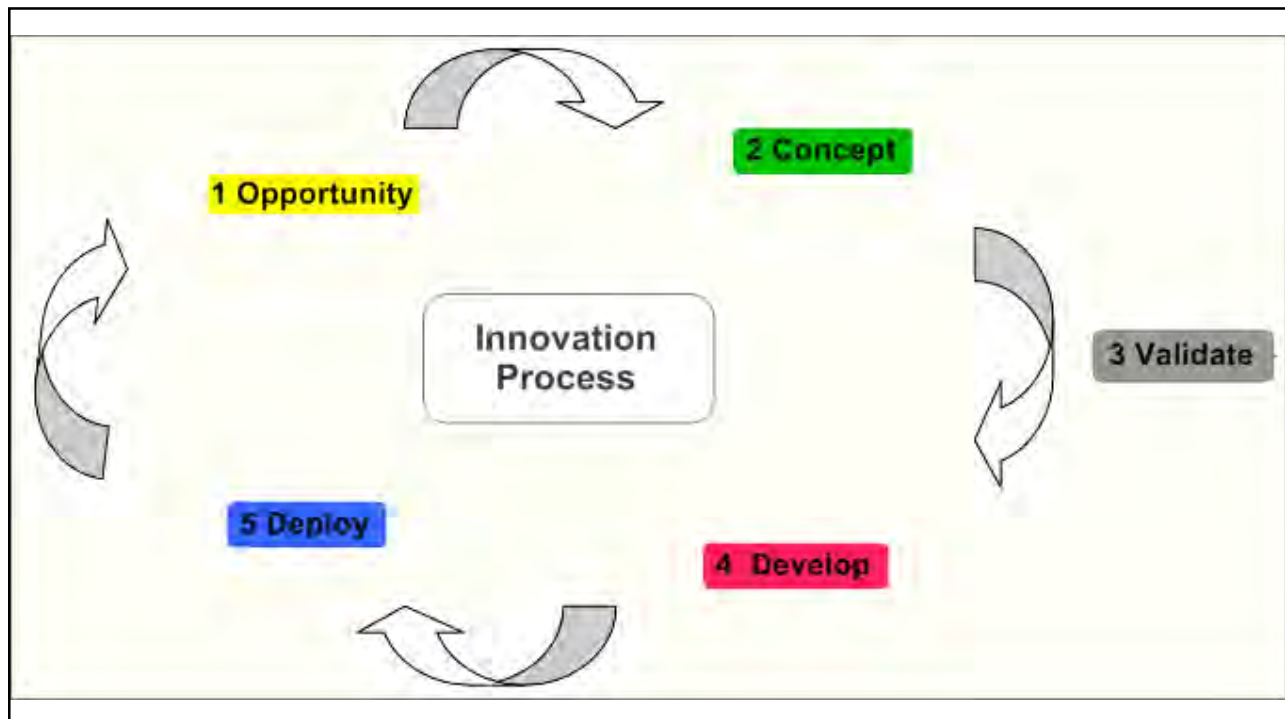 1 Opportunity
2 Concept
Innovation
Process
3 Validate
4 Develop
5 Deploy